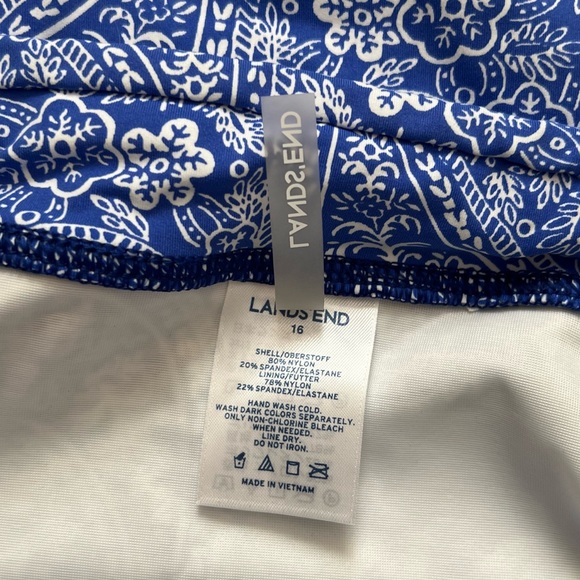 LANDS' END
LANDS' END
16
SHELL/OBERSTOFF
80% NYLON
20% SPANDEX/ELASTANE
LINING/FUTTER
78% NYLON
22% SPANDEX/ELASTANE
HAND WASH COLD.
WASH DARK COLORS SEPARATELY.
ONLY NON-CHLORINE BLEACH
WHEN NEEDED.
LINE DRY.
DO NOT IRON.
MADE IN VIETNAM